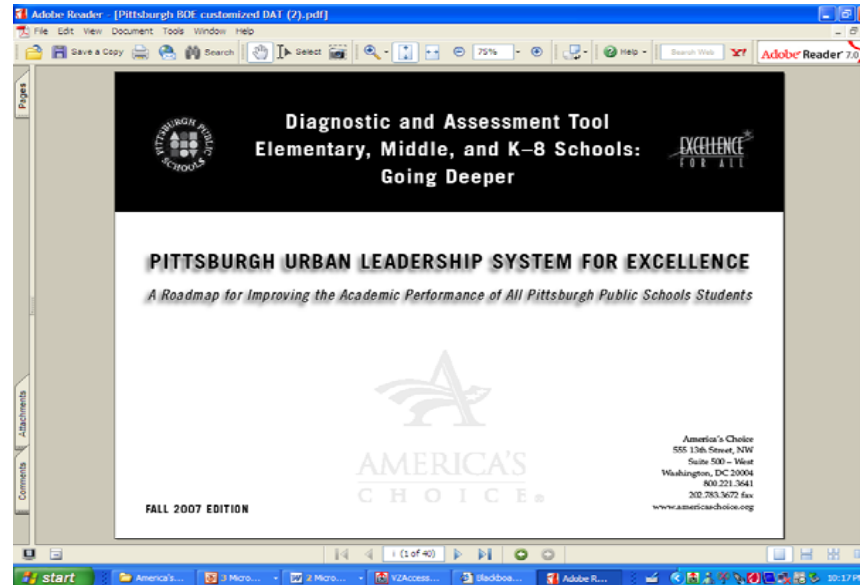 Adobe Reader - [Pittsburgh BOE customized DAT (2).pdf]
File Edit View Document Tools Window Help
Save a Copy Search Select 75% Help Search Web Y! Adobe Reader 7.0
Pages
PITTSBURGH PUBLIC SCHOOLS
Diagnostic and Assessment Tool
Elementary, Middle, and K–8 Schools:
Going Deeper
EXCELLENCE
FOR ALL
PITTSBURGH URBAN LEADERSHIP SYSTEM FOR EXCELLENCE
A Roadmap for Improving the Academic Performance of All Pittsburgh Public Schools Students
Attachments
Comments
AMERICA'S
CHOICE®
America's Choice
555 13th Street, NW
Suite 500 – West
Washington, DC 20004
800.221.3641
202.783.3672 fax
www.americaschoice.org
FALL 2007 EDITION
i (1 of 40)
start America's... 3 Micro... 2 Micro... VZAccess... Blackboa... Adobe R...